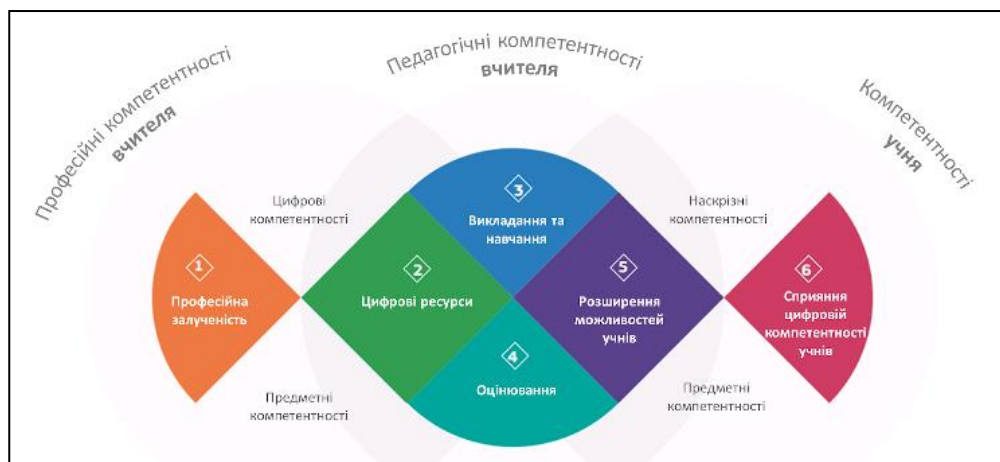 Професійні компетентності
вчителя
Педагогічні компетентності
вчителя
Компетентності
учня
Цифрові
компетентності
3
Викладання та
навчання
Наскрізні
компетентності
1
Професійна
залученість
2
Цифрові ресурси
5
Розширення
можливостей
учнів
6
Сприяння
цифровій
компетентності
учнів
4
Оцінювання
Предметні
компетентності
Предметні
компетентності